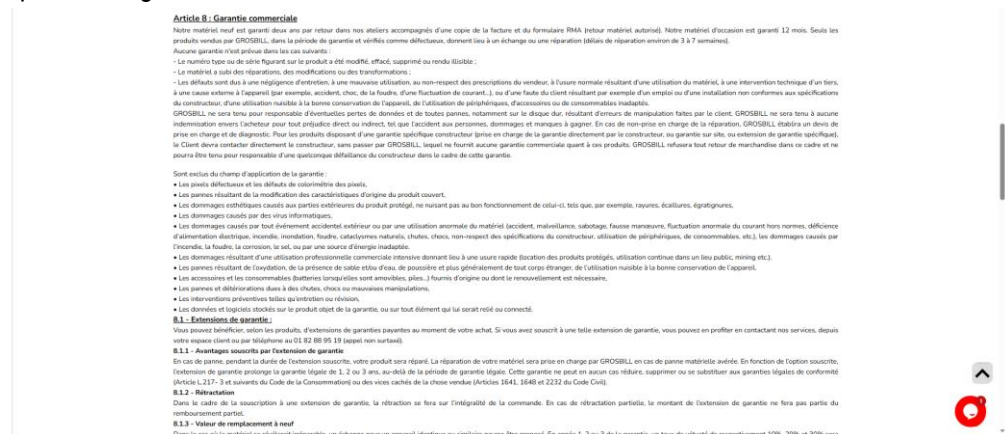 Article 8 : Garantie commerciale
Notre matériel neuf est garanti deux ans par retour dans nos ateliers accompagnés d'une copie de la facture et du formulaire RMA (retour matériel autorisé). Notre matériel d'occasion est garanti 12 mois. Seuls les
produits vendus par GROSBILL, dans la période de garantie et vérifiés comme défectueux, donnent lieu à un échange ou une réparation (délais de réparation environ de 3 à 7 semaines).
Aucune garantie n'est prévue dans les cas suivants :
- Le numéro type ou de série figurant sur le produit a été modifié, effacé, supprimé ou rendu illisible ;
- Le matériel a subi des réparations, des modifications ou des transformations ;
- Les défauts sont dus à une négligence d'entretien, à une mauvaise utilisation, au non-respect des prescriptions du vendeur, à l'usure normale résultant d'une utilisation du matériel, à une intervention technique d'un tiers,
à une cause externe à l'appareil (par exemple, accident, choc, de la foudre, d'une fluctuation de courant...), ou d'une faute du client résultant par exemple d'un emploi ou d'une installation non conformes aux spécifications
du constructeur, d'une utilisation nuisible à la bonne conservation de l'appareil, de l'utilisation de périphériques, d'accessoires ou de consommables inadaptés.
GROSBILL ne sera tenu pour responsable d'éventuelles pertes de données et de toutes pannes, notamment sur le disque dur, résultant d'erreurs de manipulation faites par le client. GROSBILL ne sera tenu à aucune
indemnisation envers l'acheteur pour tout préjudice direct ou indirect, tel que l'accident aux personnes, dommages et manques à gagner. En cas de non-prise en charge de la réparation, GROSBILL établira un devis de
prise en charge et de diagnostic. Pour les produits disposant d'une garantie spécifique constructeur (prise en charge de la garantie directement par le constructeur, ou garantie sur site, ou extension de garantie spécifique),
le Client devra contacter directement le constructeur, sans passer par GROSBILL, lequel ne fournit aucune garantie commerciale quant à ces produits. GROSBILL refusera tout retour de marchandise dans ce cadre et ne
pourra être tenu pour responsable d'une quelconque défaillance du constructeur dans le cadre de cette garantie.
Sont exclus du champ d'application de la garantie :
• Les pixels défectueux et les défauts de colorimétrie des pixels,
• Les pannes résultant de la modification des caractéristiques d'origine du produit couvert,
• Les dommages esthétiques causés aux parties extérieures du produit protégé, ne nuisant pas au bon fonctionnement de celui-ci, tels que, par exemple, rayures, écaillures, égratignures,
• Les dommages causés par des virus informatiques,
• Les dommages causés par tout événement accidentel extérieur ou par une utilisation anormale du matériel (accident, malveillance, sabotage, fausse manœuvre, fluctuation anormale du courant hors normes, déficience
d'alimentation électrique, incendie, inondation, foudre, cataclysmes naturels, chutes, chocs, non-respect des spécifications du constructeur, utilisation de périphériques, de consommables, etc.), les dommages causés par
l'incendie, la foudre, la corrosion, le sel, ou par une source d'énergie inadaptée.
• Les dommages résultant d'une utilisation professionnelle commerciale intensive donnant lieu à une usure rapide (location des produits protégés, utilisation continue dans un lieu public, mining etc.).
• Les pannes résultant de l'oxydation, de la présence de sable et/ou d'eau, de poussière et plus généralement de tout corps étranger, de l'utilisation nuisible à la bonne conservation de l'appareil,
• Les accessoires et les consommables (batteries lorsqu'elles sont amovibles, piles...) fournis d'origine ou dont le renouvellement est nécessaire,
• Les pannes et détériorations dues à des chutes, chocs ou mauvaises manipulations,
• Les interventions préventives telles qu'entretien ou révision,
• Les données et logiciels stockés sur le produit objet de la garantie, ou sur tout élément qui lui serait relié ou connecté.
8.1 - Extensions de garantie :
Vous pouvez bénéficier, selon les produits, d'extensions de garanties payantes au moment de votre achat. Si vous avez souscrit à une telle extension de garantie, vous pouvez en profiter en contactant nos services, depuis
votre espace client ou par téléphone au 01 82 88 95 19 (appel non surtaxé).
8.1.1 - Avantages souscrits par l'extension de garantie
En cas de panne, pendant la durée de l'extension souscrite, votre produit sera réparé. La réparation de votre matériel sera prise en charge par GROSBILL en cas de panne matérielle avérée. En fonction de l'option souscrite,
l'extension de garantie prolonge la garantie légale de 1, 2 ou 3 ans, au-delà de la période de garantie légale. Cette garantie ne peut en aucun cas réduire, supprimer ou se substituer aux garanties légales de conformité
(Article L.217- 3 et suivants du Code de la Consommation) ou des vices cachés de la chose vendue (Articles 1641, 1648 et 2232 du Code Civil).
8.1.2 - Rétractation
Dans le cadre de la souscription à une extension de garantie, la rétraction se fera sur l'intégralité de la commande. En cas de rétractation partielle, le montant de l'extension de garantie ne fera pas partie du
remboursement partiel.
8.1.3 - Valeur de remplacement à neuf